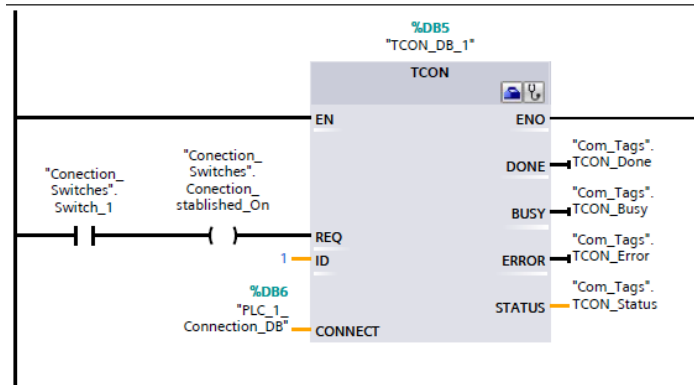 %DB5
"TCON_DB_1"
TCON
EN
ENO
"Com_Tags".
TCON_Done
DONE
"Conection_
Switches".
Conection_
stablished_On
"Conection_
Switches".
Switch_1
"Com_Tags".
TCON_Busy
BUSY
REQ
"Com_Tags".
TCON_Error
1
ID
ERROR
%DB6
"PLC_1_
Connection_DB"
CONNECT
"Com_Tags".
TCON_Status
STATUS